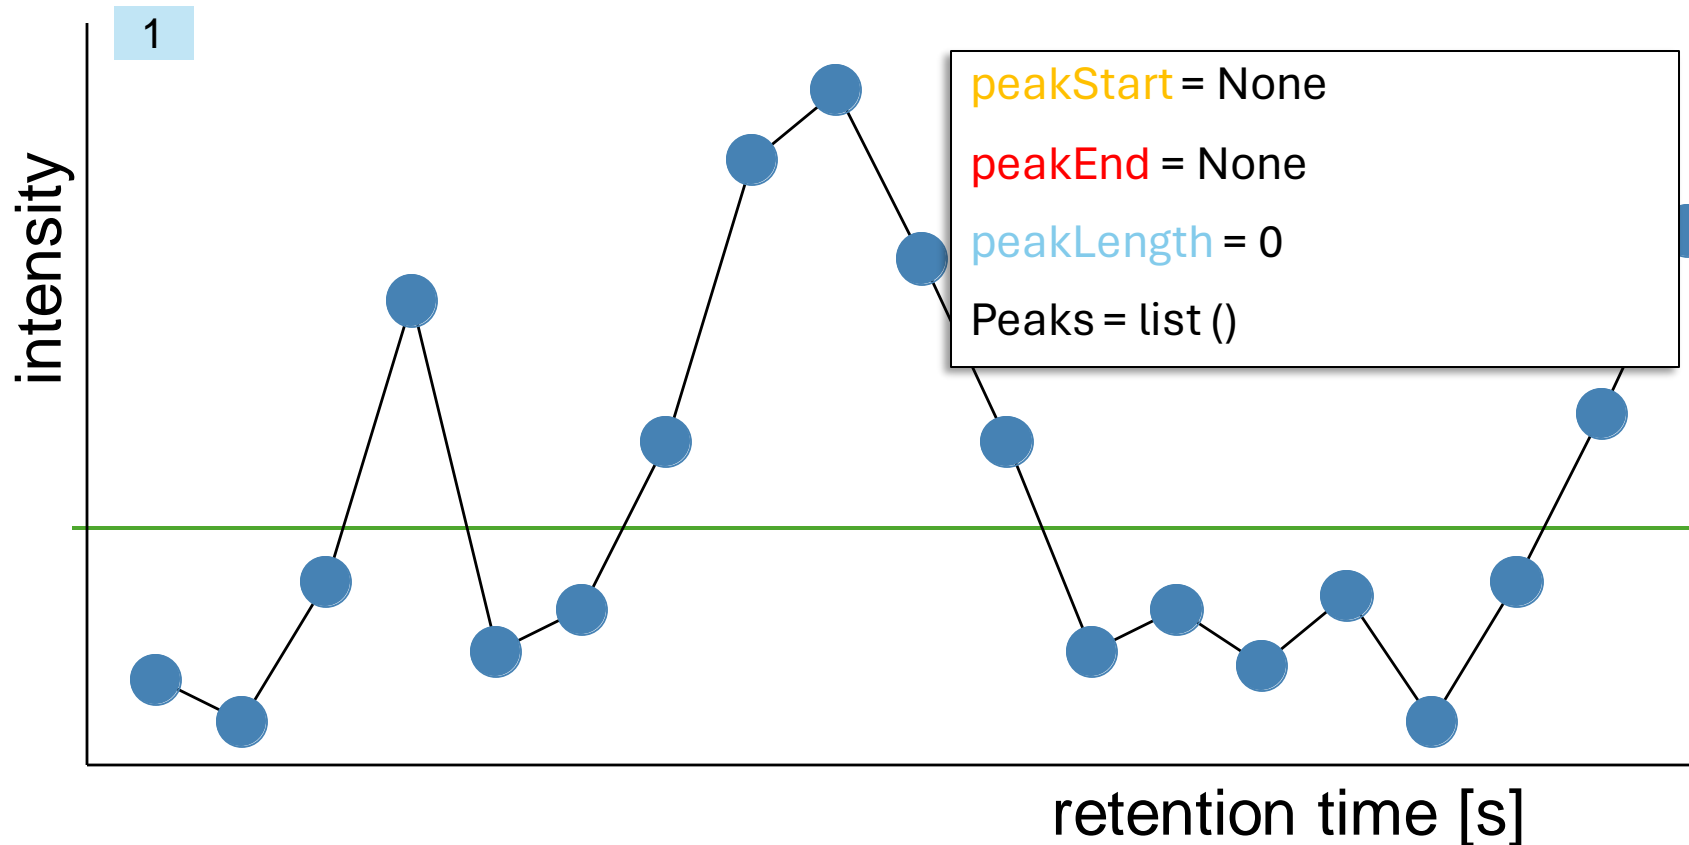 1
intensity
peakStart = None
peakEnd = None
peakLength = 0
Peaks = list ()
retention time [s]